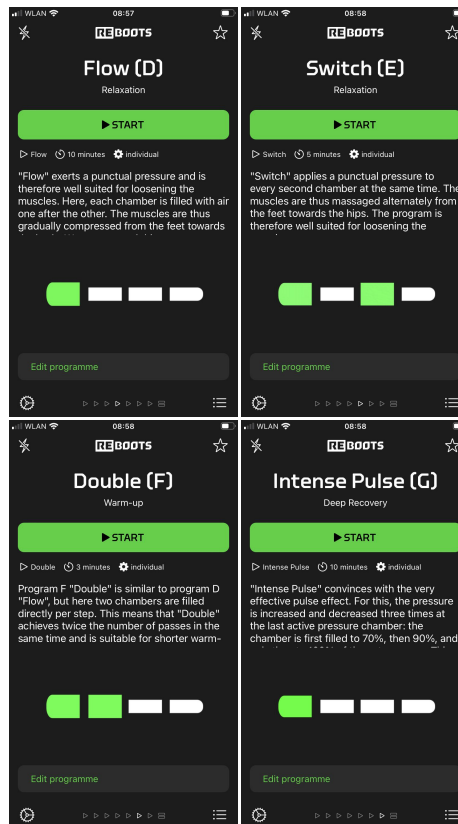 WLAN 08:57
REBOOTS
Flow (D)
Relaxation
START
Flow 10 minutes individual
"Flow" exerts a punctual pressure and is
therefore well suited for loosening the
muscles. Here, each chamber is filled with air
one after the other. The muscles are thus
gradually compressed from the feet towards
Edit programme
WLAN 08:58
REBOOTS
Switch (E)
Relaxation
START
Switch 5 minutes individual
"Switch" applies a punctual pressure to
every second chamber at the same time. The
muscles are thus massaged alternately from
the feet towards the hips. The program is
therefore well suited for loosening the
Edit programme
WLAN 08:58
REBOOTS
Double (F)
Warm-up
START
Double 3 minutes individual
Program F "Double" is similar to program D
"Flow", but here two chambers are filled
directly per step. This means that "Double"
achieves twice the number of passes in the
same time and is suitable for shorter warm-
Edit programme
WLAN 08:58
REBOOTS
Intense Pulse (G)
Deep Recovery
START
Intense Pulse 10 minutes individual
"Intense Pulse" convinces with the very
effective pulse effect. For this, the pressure
is increased and decreased three times at
the last active pressure chamber: the
chamber is first filled to 70%, then 90%, and
Edit programme